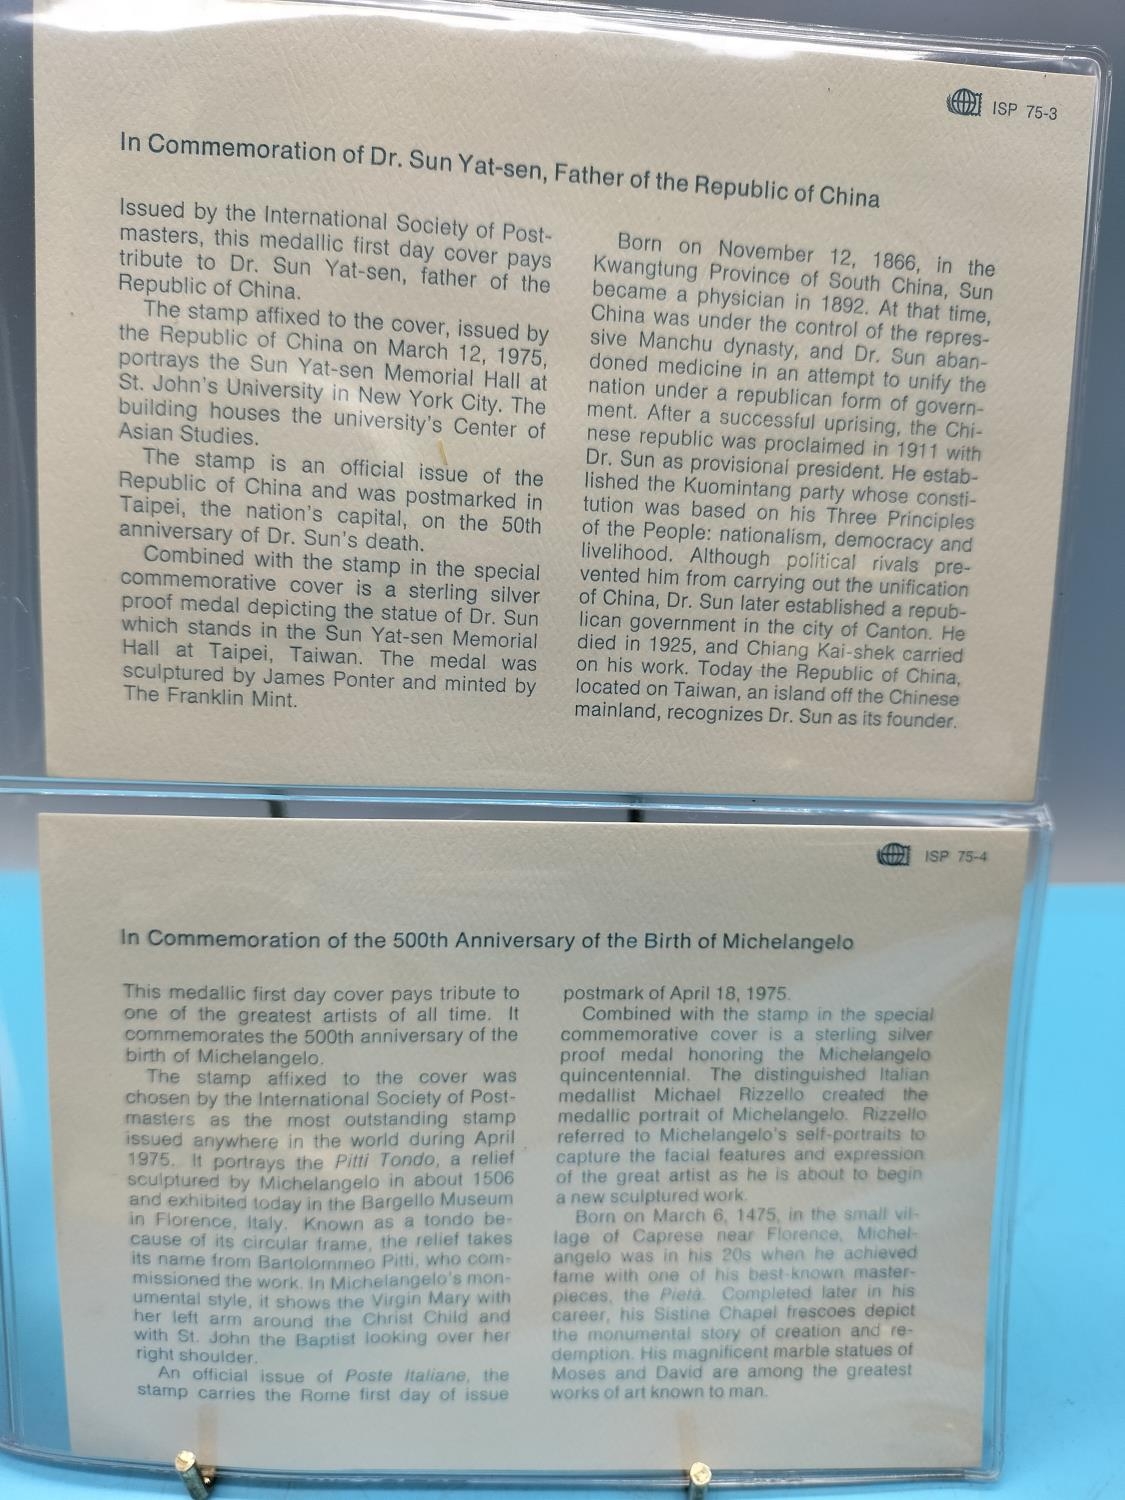 ISP 75-3
In Commemoration of Dr. Sun Yat-sen, Father of the Republic of China
Issued by the International Society of Post-
masters, this medallic first day cover pays
tribute to Dr. Sun Yat-sen, father of the
Republic of China.
The stamp affixed to the cover, issued by
the Republic of China on March 12, 1975,
portrays the Sun Yat-sen Memorial Hall at
St. John's University in New York City. The
building houses the university's Center of
Asian Studies.
The stamp is an official issue of the
Republic of China and was postmarked in
Taipei, the nation's capital, on the 50th
anniversary of Dr. Sun's death.
Combined with the stamp in the special
commemorative cover is a sterling silver
proof medal depicting the statue of Dr. Sun
which stands in the Sun Yat-sen Memorial
Hall at Taipei, Taiwan. The medal was
sculptured by James Ponter and minted by
The Franklin Mint.
Born on November 12, 1866, in the
Kwangtung Province of South China, Sun
became a physician in 1892. At that time,
China was under the control of the repres-
sive Manchu dynasty, and Dr. Sun aban-
doned medicine in an attempt to unify the
nation under a republican form of govern-
ment. After a successful uprising, the Chi-
nese republic was proclaimed in 1911 with
Dr. Sun as provisional president. He estab-
lished the Kuomintang party whose consti-
tution was based on his Three Principles
of the People: nationalism, democracy and
livelihood. Although political rivals pre-
vented him from carrying out the unification
of China, Dr. Sun later established a repub-
lican government in the city of Canton. He
died in 1925, and Chiang Kai-shek carried
on his work. Today the Republic of China,
located on Taiwan, an island off the Chinese
mainland, recognizes Dr. Sun as its founder.
ISP 75-4
In Commemoration of the 500th Anniversary of the Birth of Michelangelo
This medallic first day cover pays tribute to
one of the greatest artists of all time. It
commemorates the 500th anniversary of the
birth of Michelangelo.
The stamp affixed to the cover was
chosen by the International Society of Post-
masters as the most outstanding stamp
issued anywhere in the world during April
1975. It portrays the Pitti Tondo, a relief
sculptured by Michelangelo in about 1506
and exhibited today in the Bargello Museum
in Florence, Italy. Known as a tondo be-
cause of its circular frame, the relief takes
its name from Bartolommeo Pitti, who com-
missioned the work. In Michelangelo's mon-
umental style, it shows the Virgin Mary with
her left arm around the Christ Child and
with St. John the Baptist looking over her
right shoulder.
An official issue of Poste Italiane, the
stamp carries the Rome first day of issue
postmark of April 18, 1975.
Combined with the stamp in the special
commemorative cover is a sterling silver
proof medal honoring the Michelangelo
quincentennial. The distinguished Italian
medallist Michael Rizzello created the
medallic portrait of Michelangelo. Rizzello
referred to Michelangelo's self-portraits to
capture the facial features and expression
of the great artist as he is about to begin
a new sculptured work.
Born on March 6, 1475, in the small vil-
lage of Caprese near Florence, Michel-
angelo was in his 20s when he achieved
fame with one of his best-known master-
pieces, the Pietà. Completed later in his
career, his Sistine Chapel frescoes depict
the monumental story of creation and re-
demption. His magnificent marble statues of
Moses and David are among the greatest
works of art known to man.